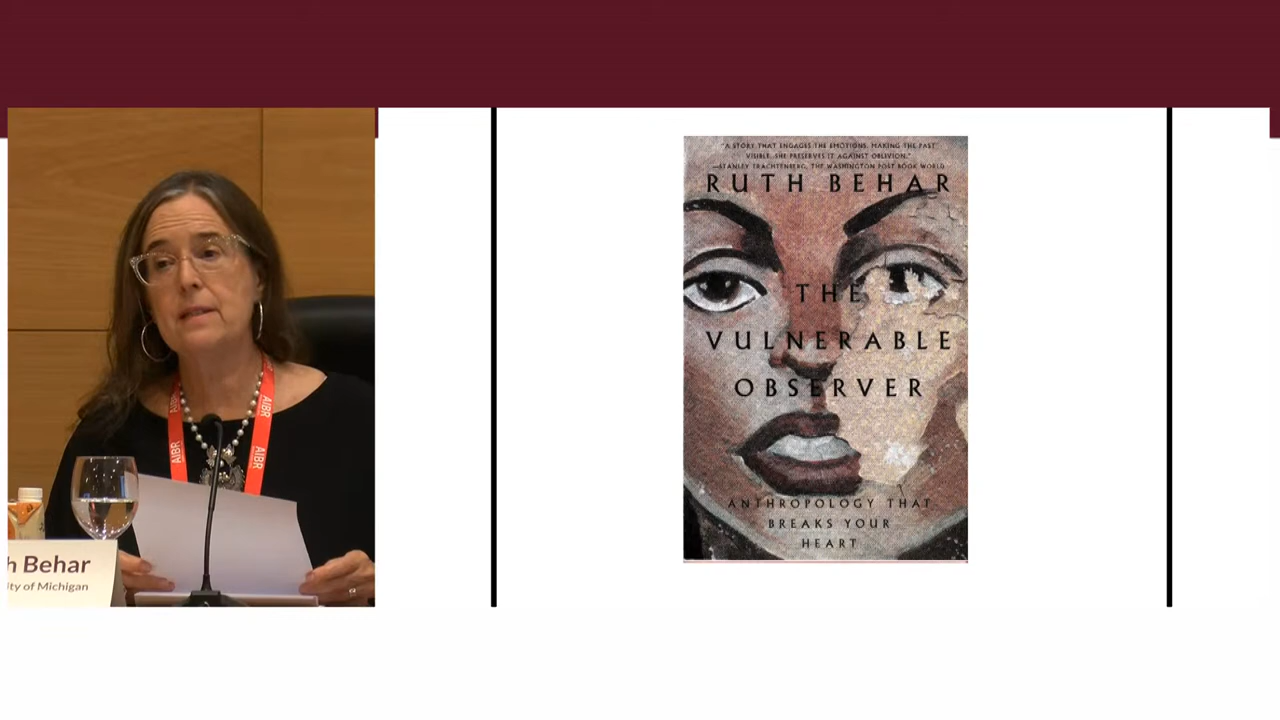 AIBR
AIBR
AIBR
h Behar
ity of Michigan
"A STORY THAT ENGAGES THE EMOTIONS, MAKING THE PAST
VISIBLE. SHE PRESERVES IT AGAINST OBLIVION."
—STANLEY TRACHTENBERG, THE WASHINGTON POST BOOK WORLD
RUTH BEHAR
THE
VULNERABLE
OBSERVER
ANTHROPOLOGY THAT
BREAKS YOUR
HEART